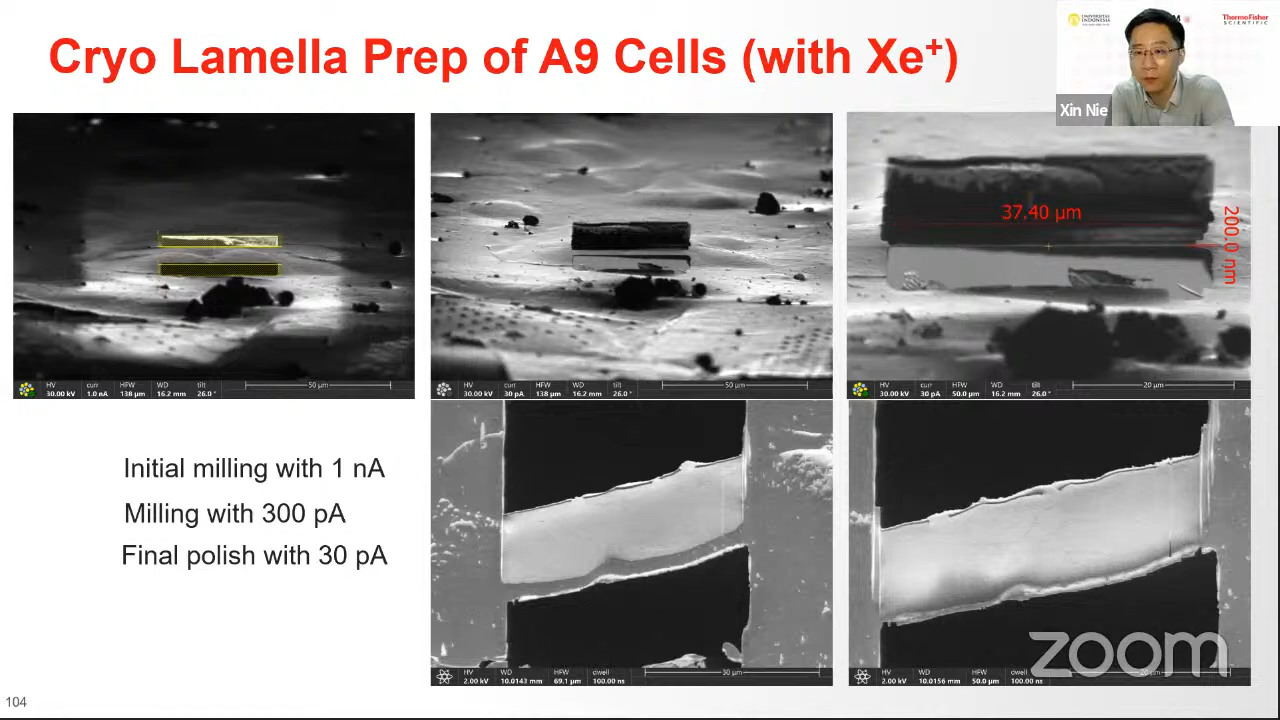 Cryo Lamella Prep of A9 Cells (with Xe⁺)
UNIVERSITAS
INDONESIA
ThermoFisher
SCIENTIFIC
Xin Nie
37.40 µm
200.0 nm
HV curr HFW WD tilt 50 µm
30.00 kV 1.0 nA 138 µm 16.2 mm 26.0 °
HV curr HFW WD tilt 50 µm
30.00 kV 30 pA 138 µm 16.2 mm 26.0 °
HV curr HFW WD tilt 20 µm
30.00 kV 30 pA 50.0 µm 16.2 mm 26.0 °
Initial milling with 1 nA
Milling with 300 pA
Final polish with 30 pA
HV WD HFW dwell 30 µm
2.00 kV 10.0143 mm 69.1 µm 100.00 ns
HV WD HFW dwell
2.00 kV 10.0156 mm 50.0 µm 100.00 ns
zoom
104